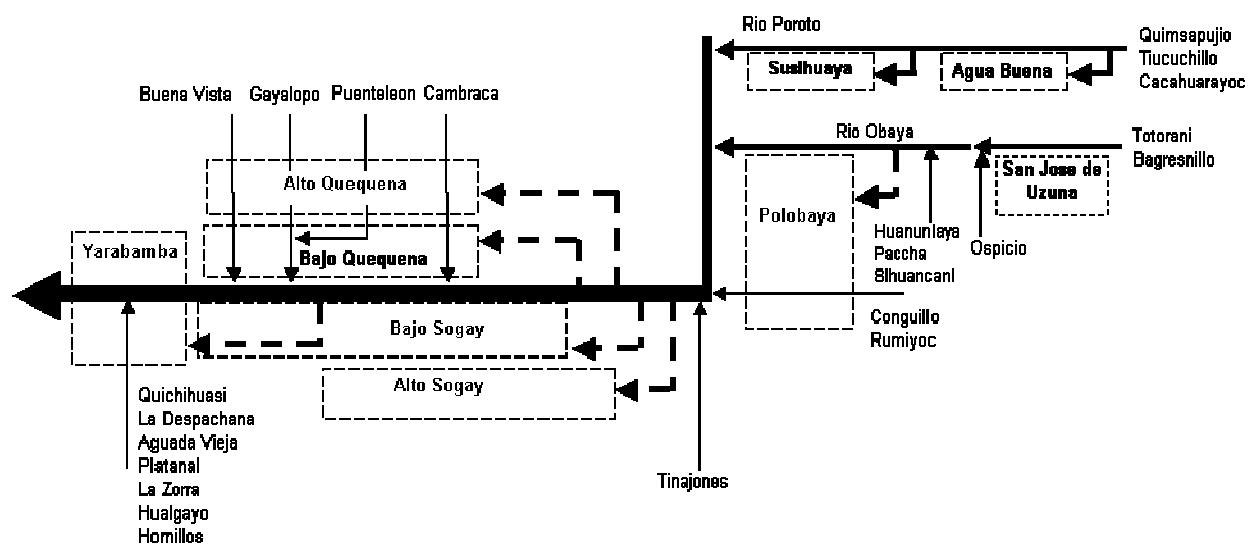 Rio Poroto
Quimsapujio
Tiucuchillo
Cacahuarayoc
Suslhuaya
Agua Buena
Buena Vista
Gayalopo
Puenteleon
Cambraca
Rio Obaya
Totorani
Bagresnillo
San Jose de
Uzuna
Alto Quequena
Polobaya
Huanunlaya
Paccha
Slhuancanl
Ospicio
Yarabamba
Bajo Quequena
Conguillo
Rumiyoc
Bajo Sogay
Alto Sogay
Quichihuasi
La Despachana
Aguada Vieja
Platanal
La Zorra
Hualgayo
Homillos
Tinajones